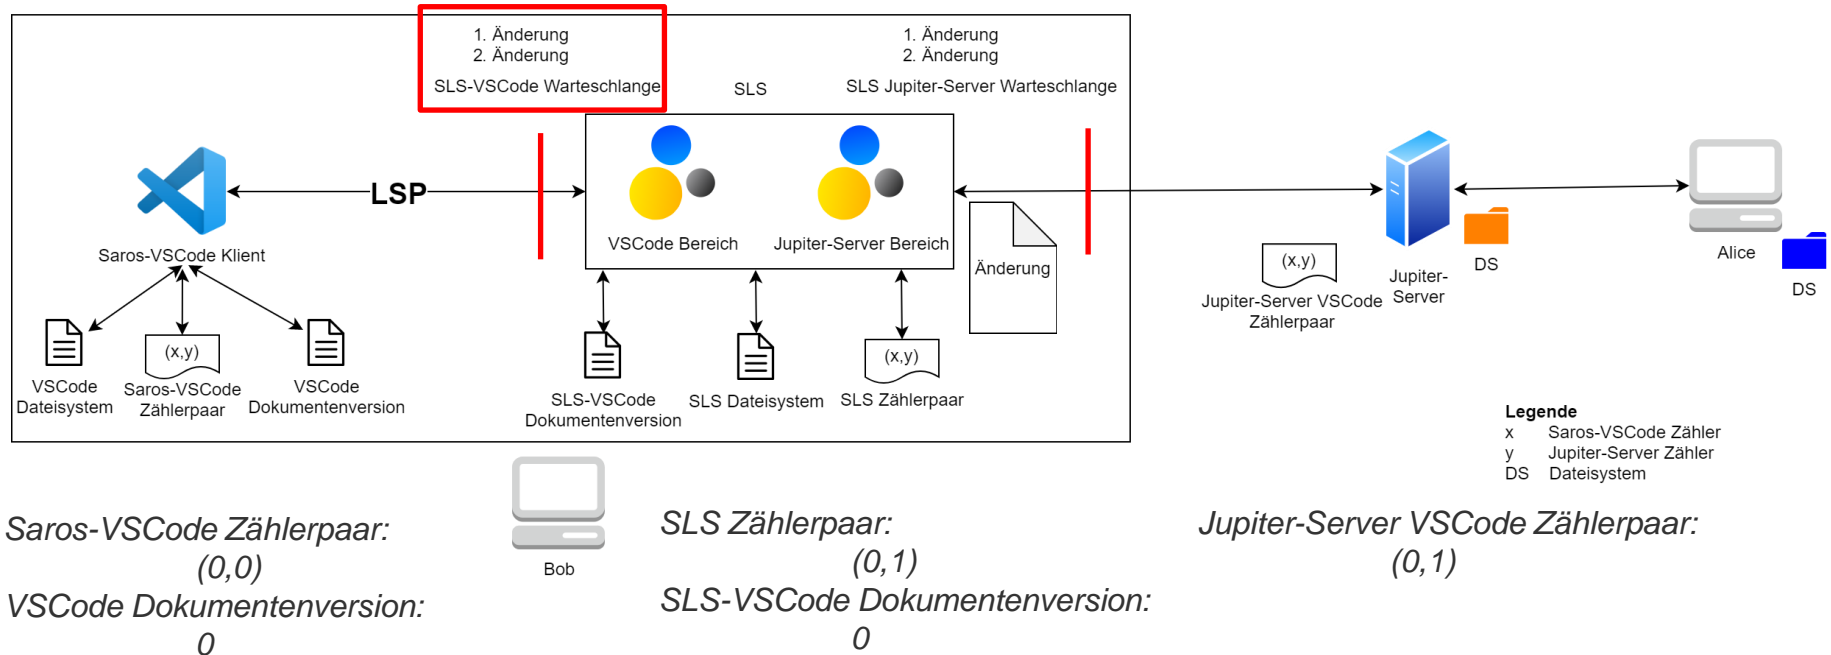 1. Änderung
2. Änderung
SLS-VSCode Warteschlange
SLS
1. Änderung
2. Änderung
SLS Jupiter-Server Warteschlange
LSP
Saros-VSCode Klient
VSCode Bereich
Jupiter-Server Bereich
Änderung
(x,y)
Jupiter-Server VSCode
Zählerpaar
Jupiter-
Server
DS
Alice
DS
VSCode
Dateisystem
(x,y)
Saros-VSCode
Zählerpaar
VSCode
Dokumentenversion
SLS-VSCode
Dokumentenversion
SLS Dateisystem
(x,y)
SLS Zählerpaar
Legende
x Saros-VSCode Zähler
y Jupiter-Server Zähler
DS Dateisystem
Bob
Saros-VSCode Zählerpaar:
(0,0)
VSCode Dokumentenversion:
0
SLS Zählerpaar:
(0,1)
SLS-VSCode Dokumentenversion:
0
Jupiter-Server VSCode Zählerpaar:
(0,1)